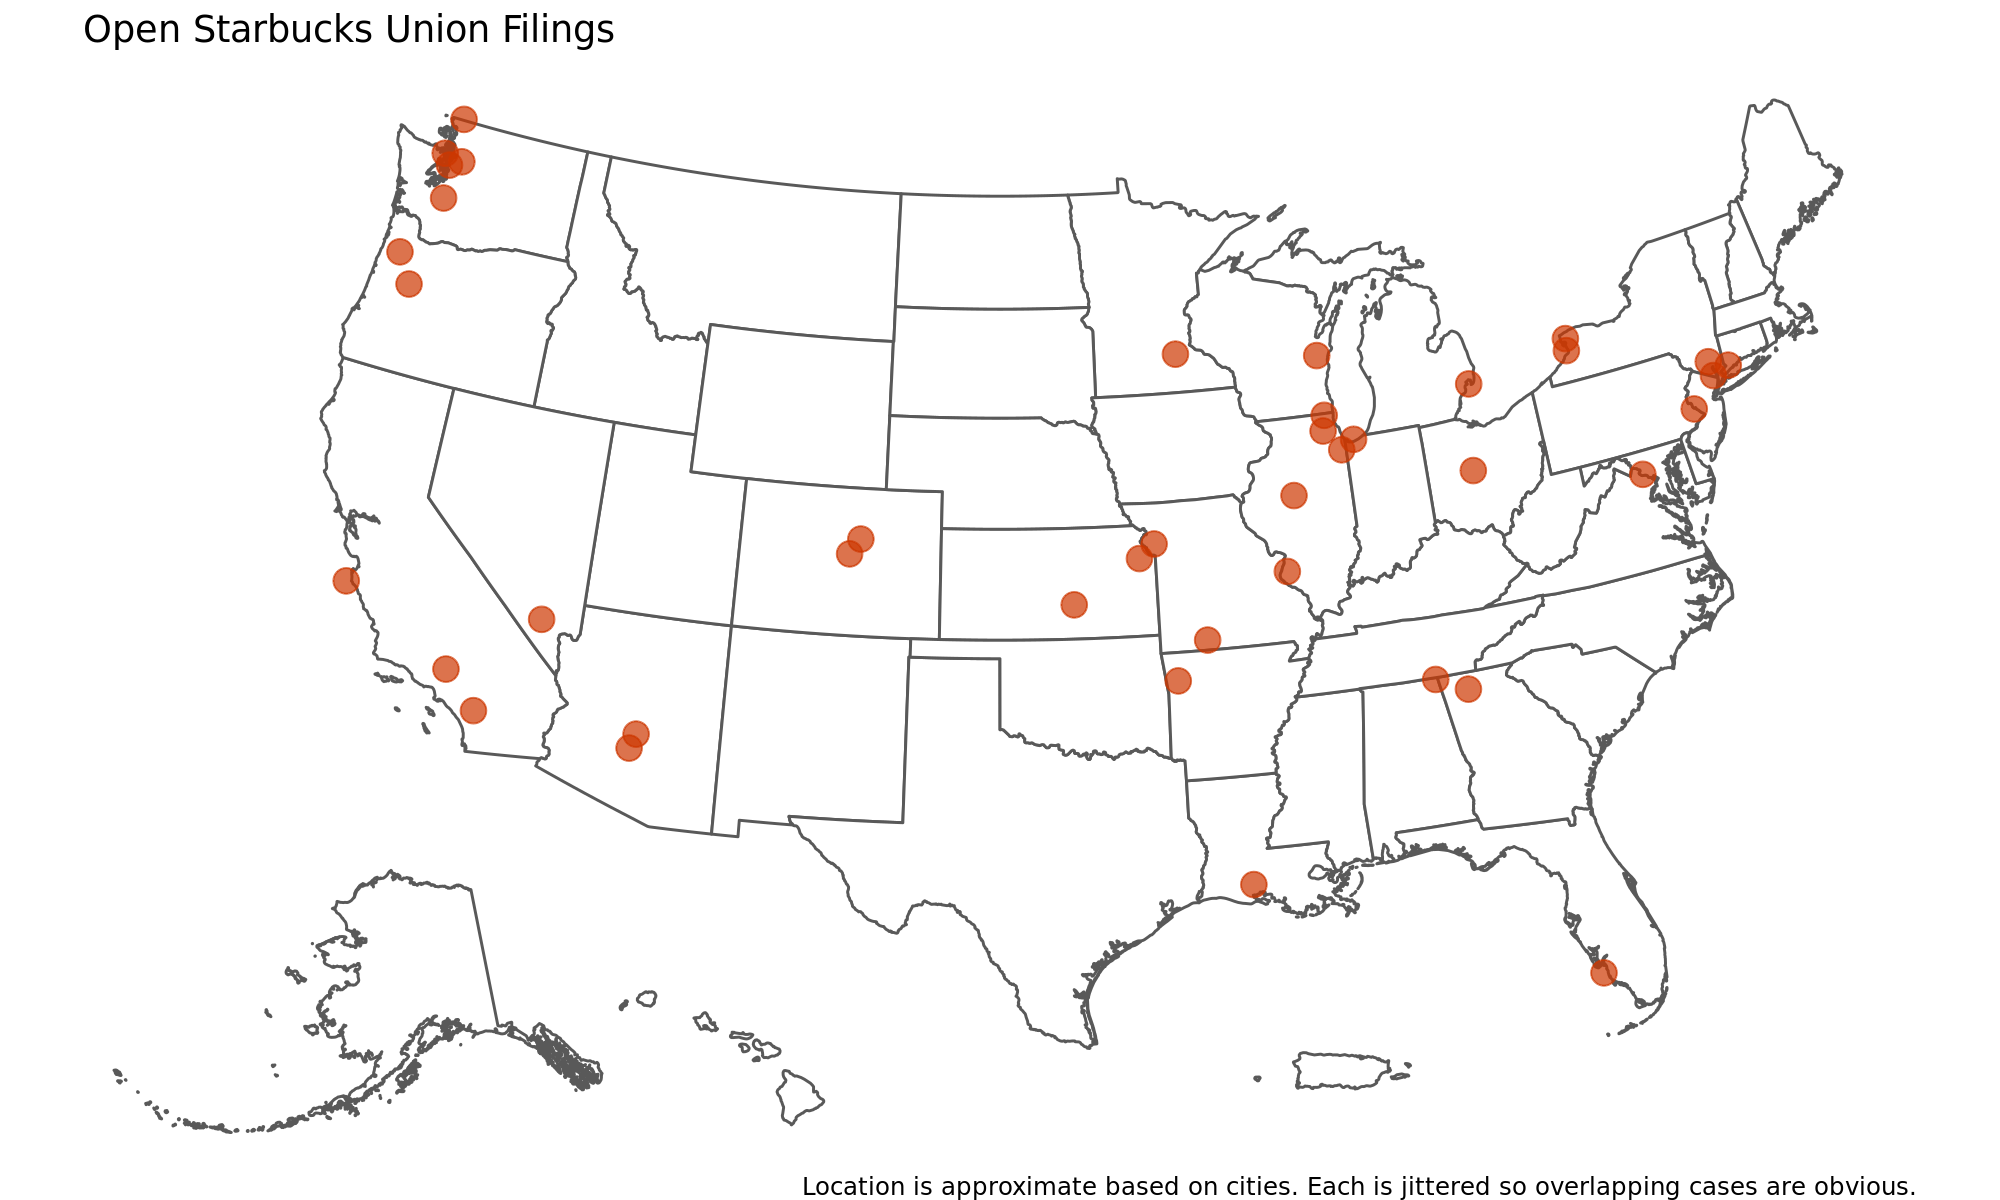 Open Starbucks Union Filings
Location is approximate based on cities. Each is jittered so overlapping cases are obvious.